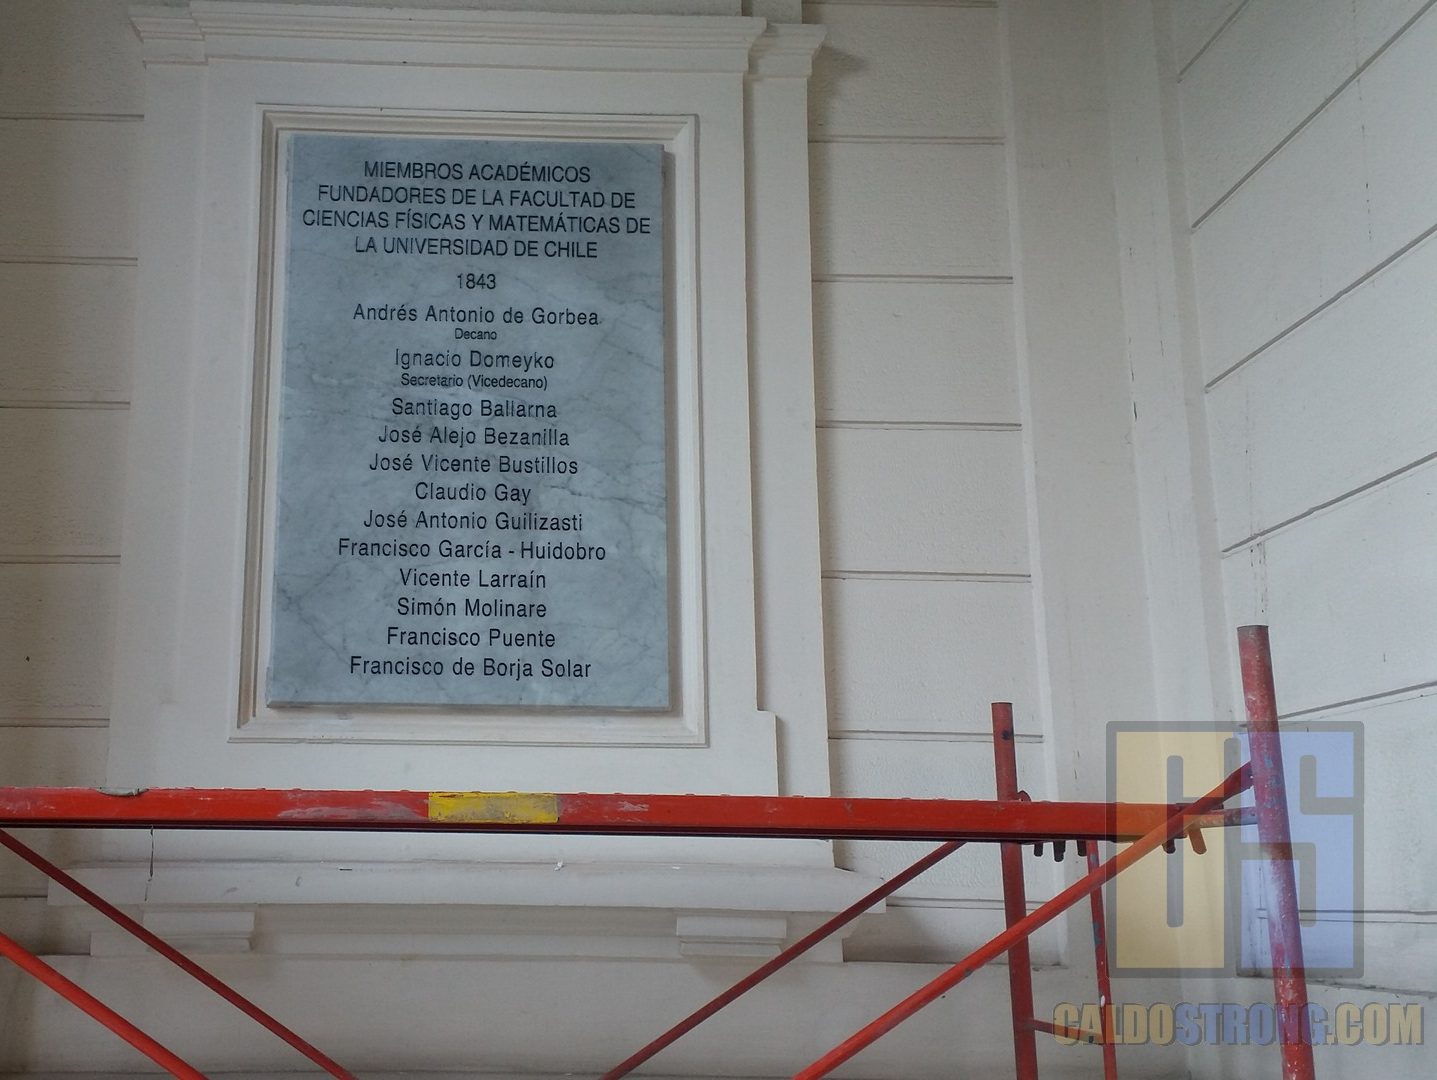 MIEMBROS ACADÉMICOS
FUNDADORES DE LA FACULTAD DE
CIENCIAS FÍSICAS Y MATEMÁTICAS DE
LA UNIVERSIDAD DE CHILE
1843
Andrés Antonio de Gorbea
Decano
Ignacio Domeyko
Secretario (Vicedecano)
Santiago Ballarna
José Alejo Bezanilla
José Vicente Bustillos
Claudio Gay
José Antonio Guilizasti
Francisco García - Huidobro
Vicente Larraín
Simón Molinare
Francisco Puente
Francisco de Borja Solar
CS
CALDOSTRONG.COM